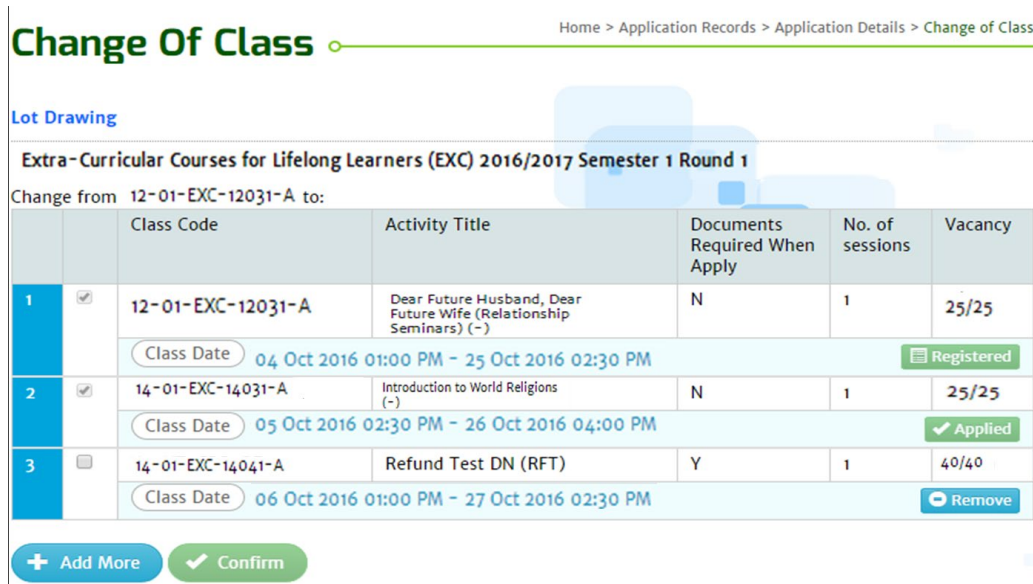 Change Of Class
Home > Application Records > Application Details > Change of Class
Lot Drawing
Extra-Curricular Courses for Lifelong Learners (EXC) 2016/2017 Semester 1 Round 1
Change from 12-01-EXC-12031-A to:
Class Code Activity Title Documents Required When Apply No. of sessions Vacancy
1 12-01-EXC-12031-A Dear Future Husband, Dear Future Wife (Relationship Seminars) (-) N 1 25/25
Class Date 04 Oct 2016 01:00 PM - 25 Oct 2016 02:30 PM Registered
2 14-01-EXC-14031-A Introduction to World Religions (-) N 1 25/25
Class Date 05 Oct 2016 02:30 PM - 26 Oct 2016 04:00 PM Applied
3 14-01-EXC-14041-A Refund Test DN (RFT) Y 1 40/40
Class Date 06 Oct 2016 01:00 PM - 27 Oct 2016 02:30 PM Remove
Add More Confirm